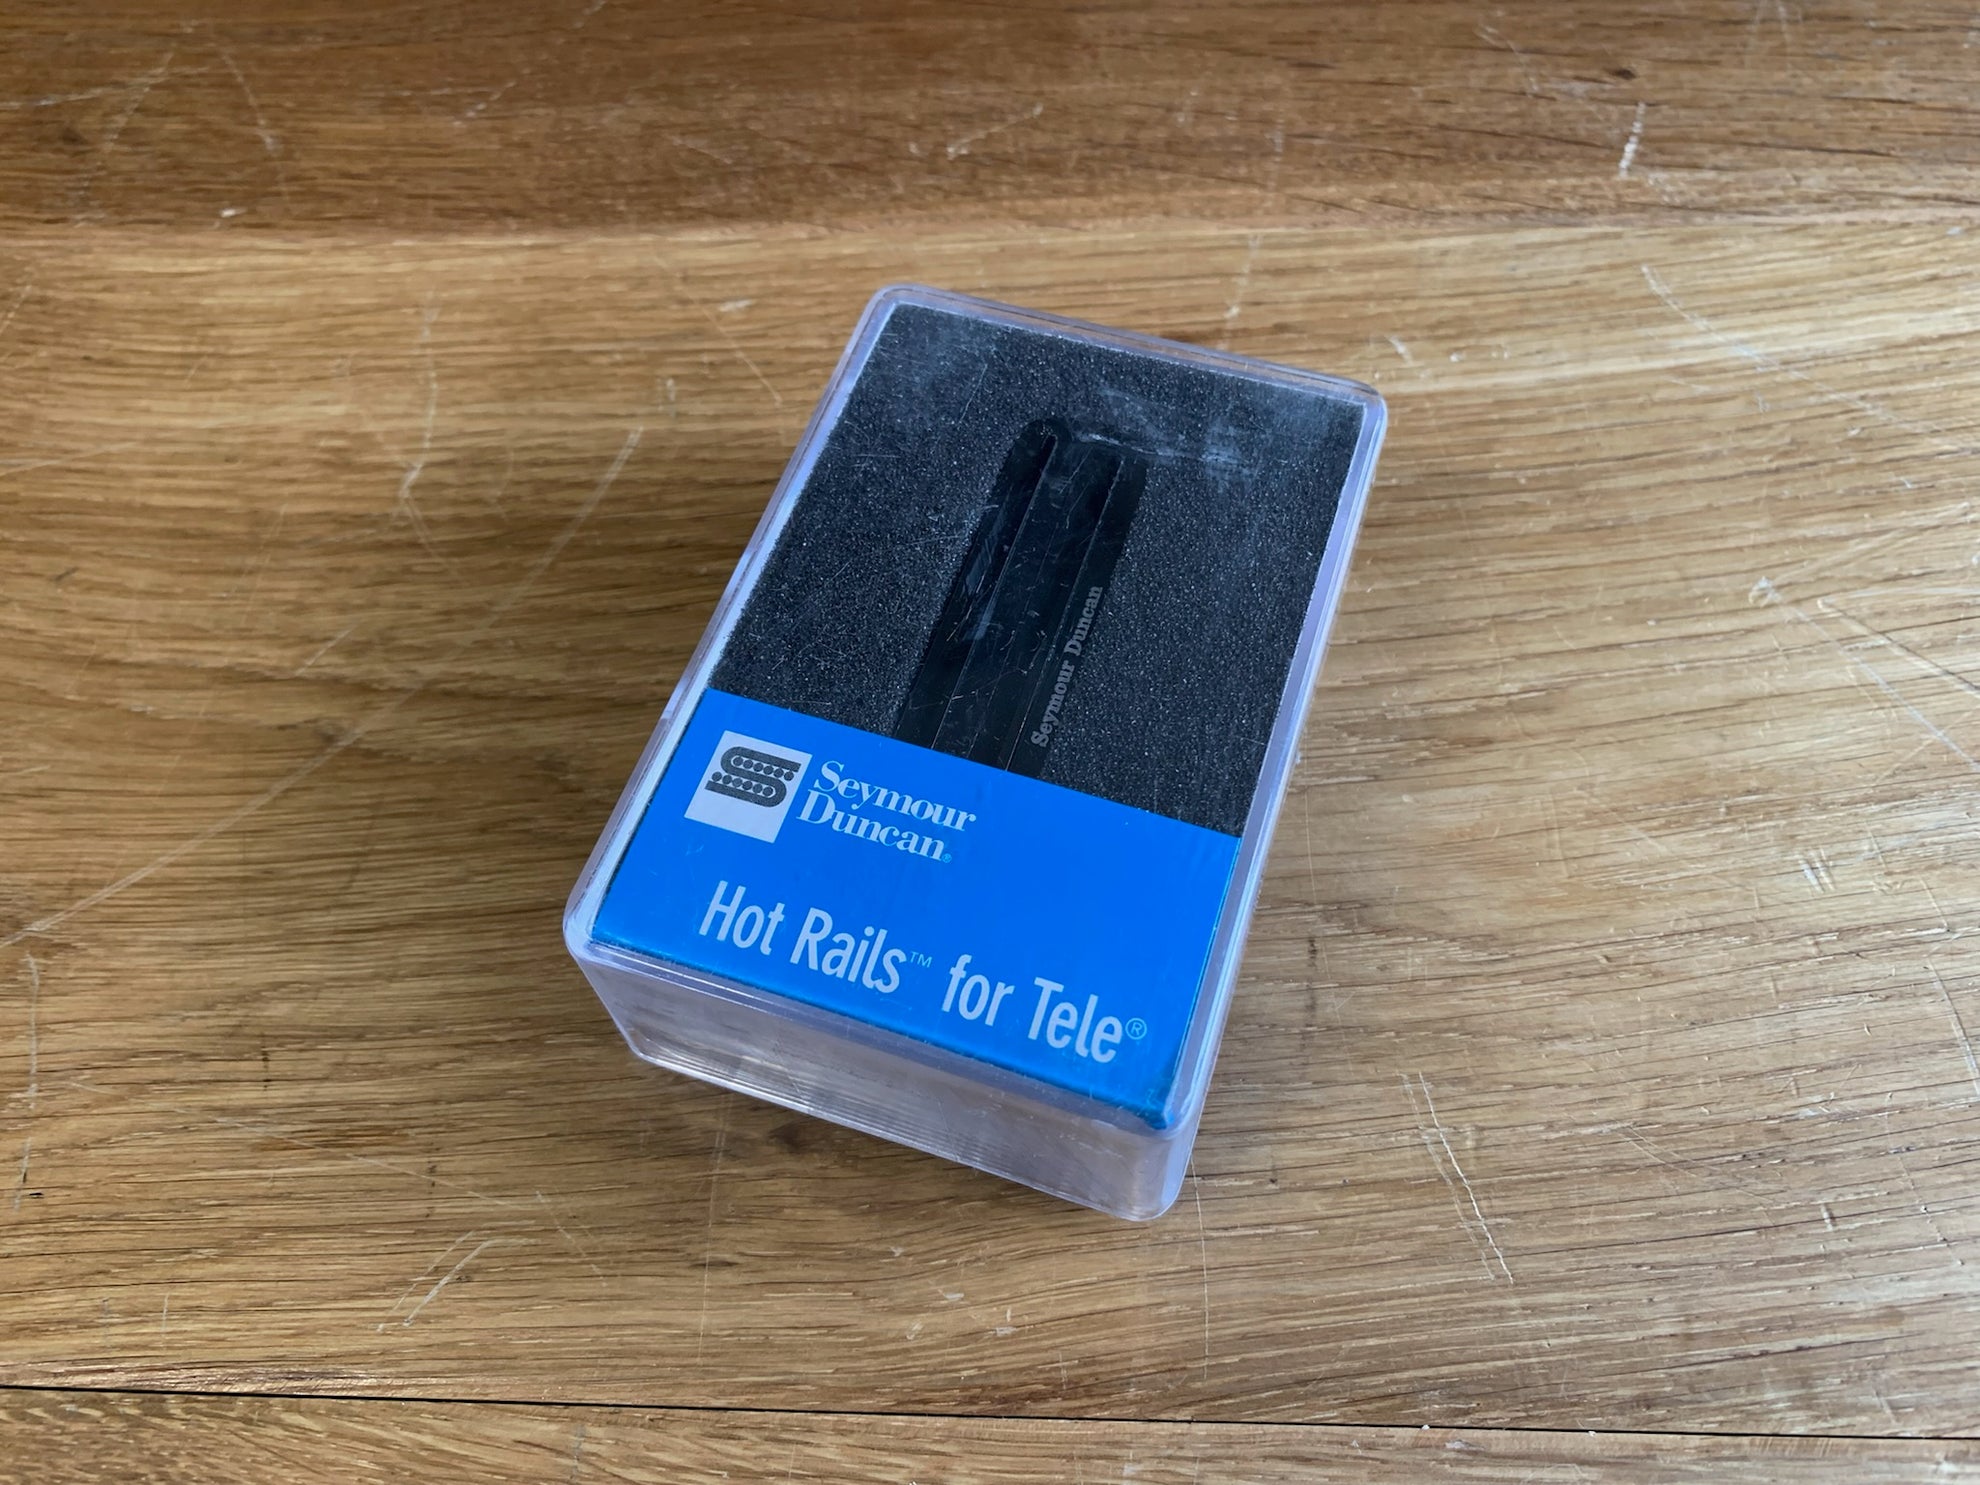 Seymour Duncan
Seymour
Duncan®
Hot Rails™ for Tele®